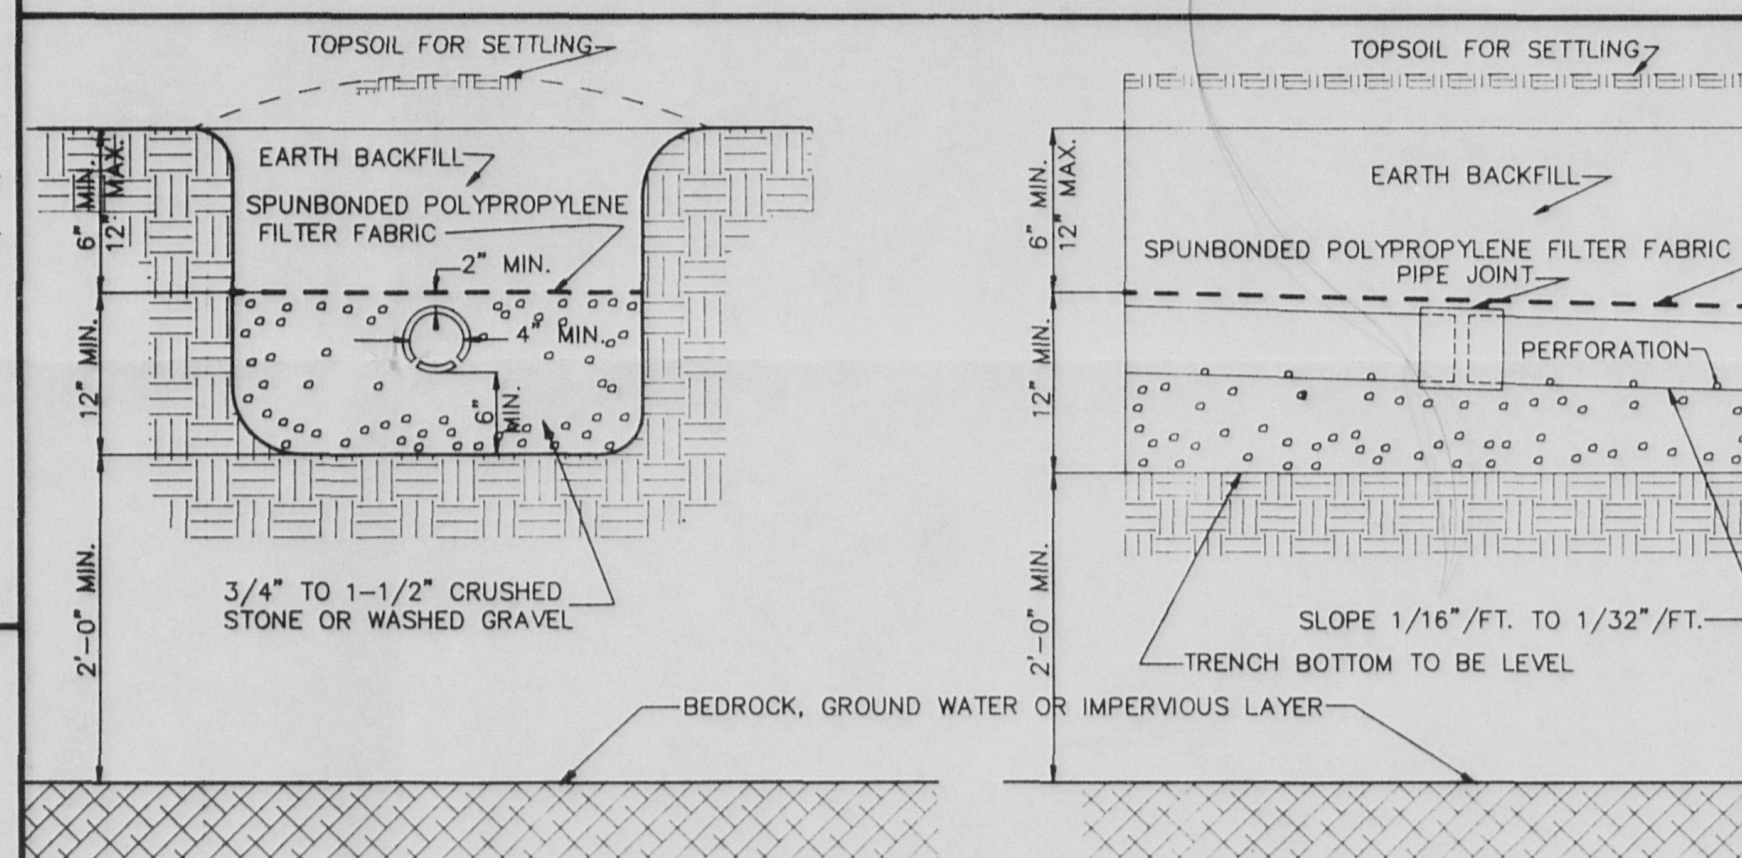 TOPSOIL FOR SETTLING
EARTH BACKFILL
SPUNBONDED POLYPROPYLENE
FILTER FABRIC
2" MIN.
4" MIN.
6"
MIN.
6" MIN.
12" MAX.
12" MIN.
2'-0" MIN.
3/4" TO 1-1/2" CRUSHED
STONE OR WASHED GRAVEL
BEDROCK, GROUND WATER OR IMPERVIOUS LAYER
TOPSOIL FOR SETTLING
6" MIN.
12" MAX.
EARTH BACKFILL
SPUNBONDED POLYPROPYLENE FILTER FABRIC
PIPE JOINT
12" MIN.
PERFORATION
2'-0" MIN.
SLOPE 1/16"/FT. TO 1/32"/FT.
TRENCH BOTTOM TO BE LEVEL